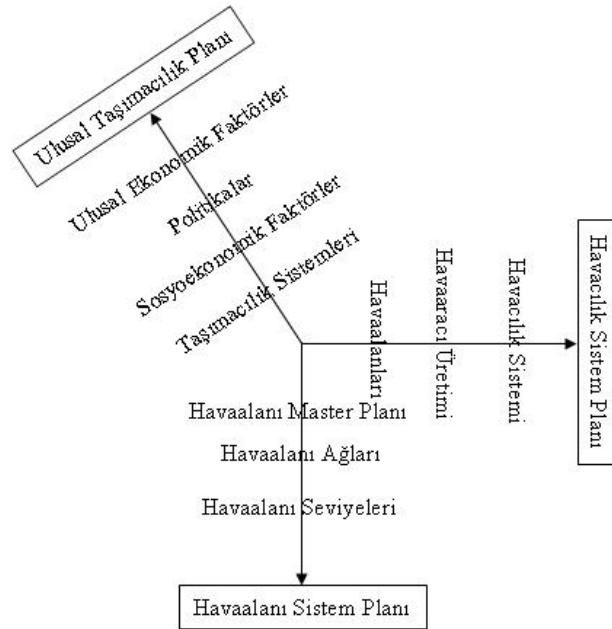 Ulusal Taşımacılık Planı
Ulusal Ekonomik Faktörler
Politikalar
Sosyoekonomik Faktörler
Taşımacılık Sistemleri
Havaalanları
Havaaracı Üretimi
Havacılık Sistemi
Havacılık Sistem Planı
Havaalanı Master Planı
Havaalanı Ağları
Havaalanı Seviyeleri
Havaalanı Sistem Planı